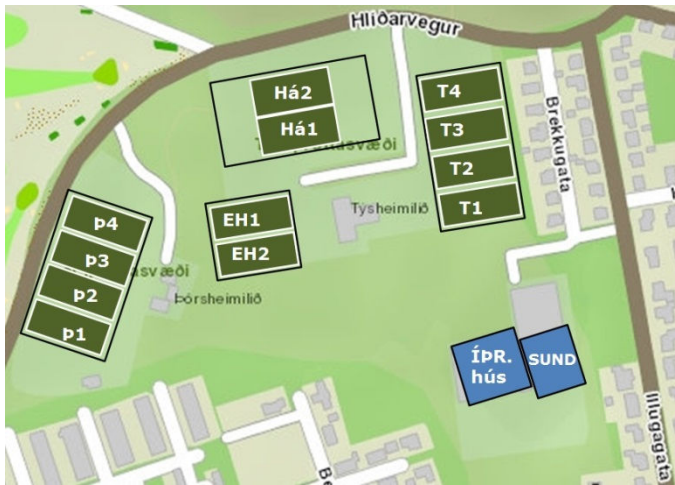 Hlíðarvegur
Há2
Há1
T4
T3
T2
T1
Brekkugata
Þ4
Þ3
Þ2
Þ1
EH1
EH2
Týsheimilið
Þórsheimilið
ÍÞR.
hús
SUND
Illugagata